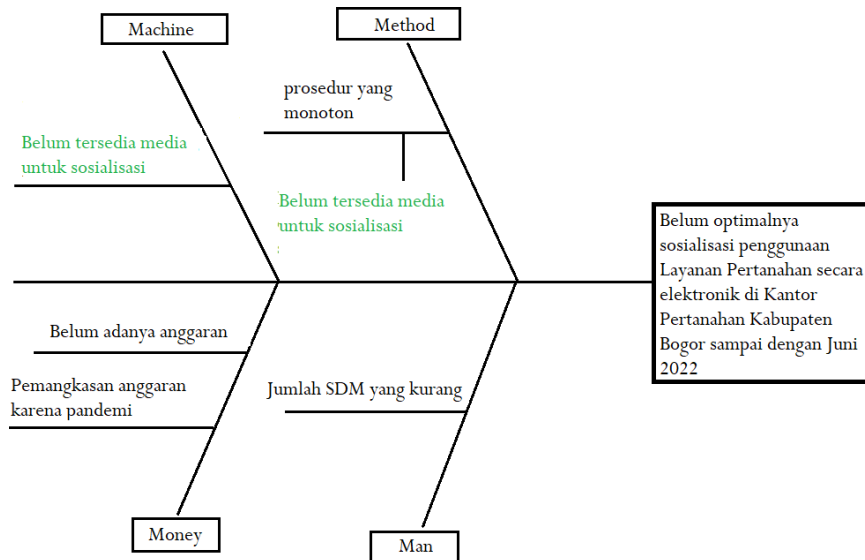 Machine
Method
prosedur yang
monoton
Belum tersedia media
untuk sosialisasi
Belum tersedia media
untuk sosialisasi
Belum optimalnya
sosialisasi penggunaan
Layanan Pertanahan secara
elektronik di Kantor
Pertanahan Kabupaten
Bogor sampai dengan Juni
2022
Belum adanya anggaran
Pemangkasan anggaran
karena pandemi
Jumlah SDM yang kurang
Money
Man